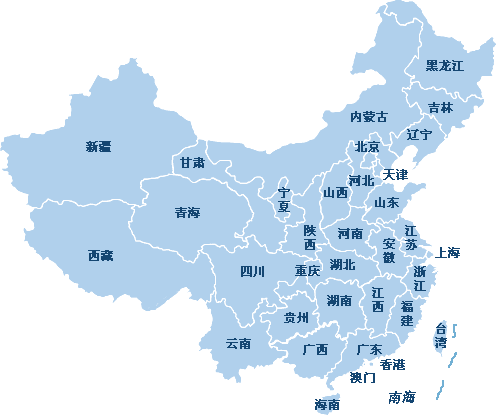 黑龙江
吉林
内蒙古
辽宁
北京
新疆
甘肃
天津
河北
宁夏
山西
山东
青海
陕西
河南
江苏
西藏
安徽
上海
四川
重庆
湖北
浙江
湖南
江西
贵州
福建
台湾
云南
广西
广东
香港
澳门
海南
南海